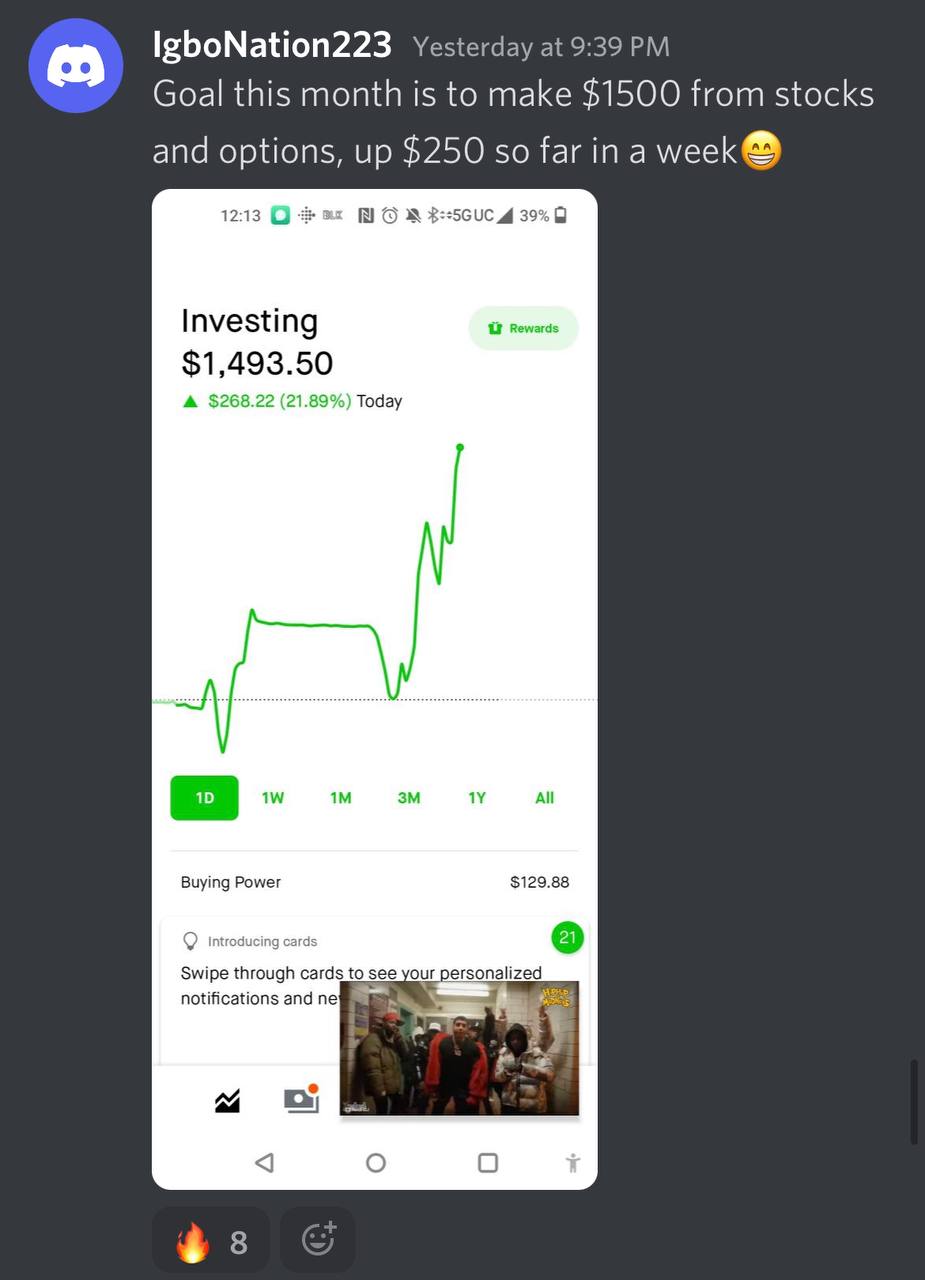 IgboNation223 Yesterday at 9:39 PM
Goal this month is to make $1500 from stocks
and options, up $250 so far in a week😁
12:13 BLK 5G UC 39%
Investing
Rewards
$1,493.50
▲ $268.22 (21.89%) Today
1D 1W 1M 3M 1Y All
Buying Power $129.88
Introducing cards 21
Swipe through cards to see your personalized
notifications and ne
🔥 8